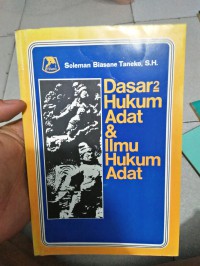 Soleman Biasane Taneko, S.H.
Dasar2
Hukum
Adat
&
Ilmu
Hukum
Adat